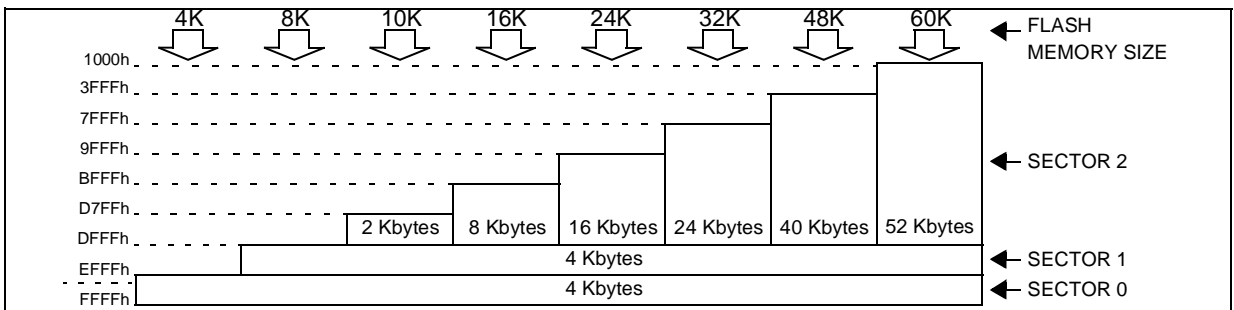 4K 8K 10K 16K 24K 32K 48K 60K
FLASH
MEMORY SIZE
1000h
3FFFh
7FFFh
9FFFh
SECTOR 2
BFFFh
D7FFh
2 Kbytes 8 Kbytes 16 Kbytes 24 Kbytes 40 Kbytes 52 Kbytes
DFFFh
4 Kbytes
SECTOR 1
EFFFh
4 Kbytes
SECTOR 0
FFFFh